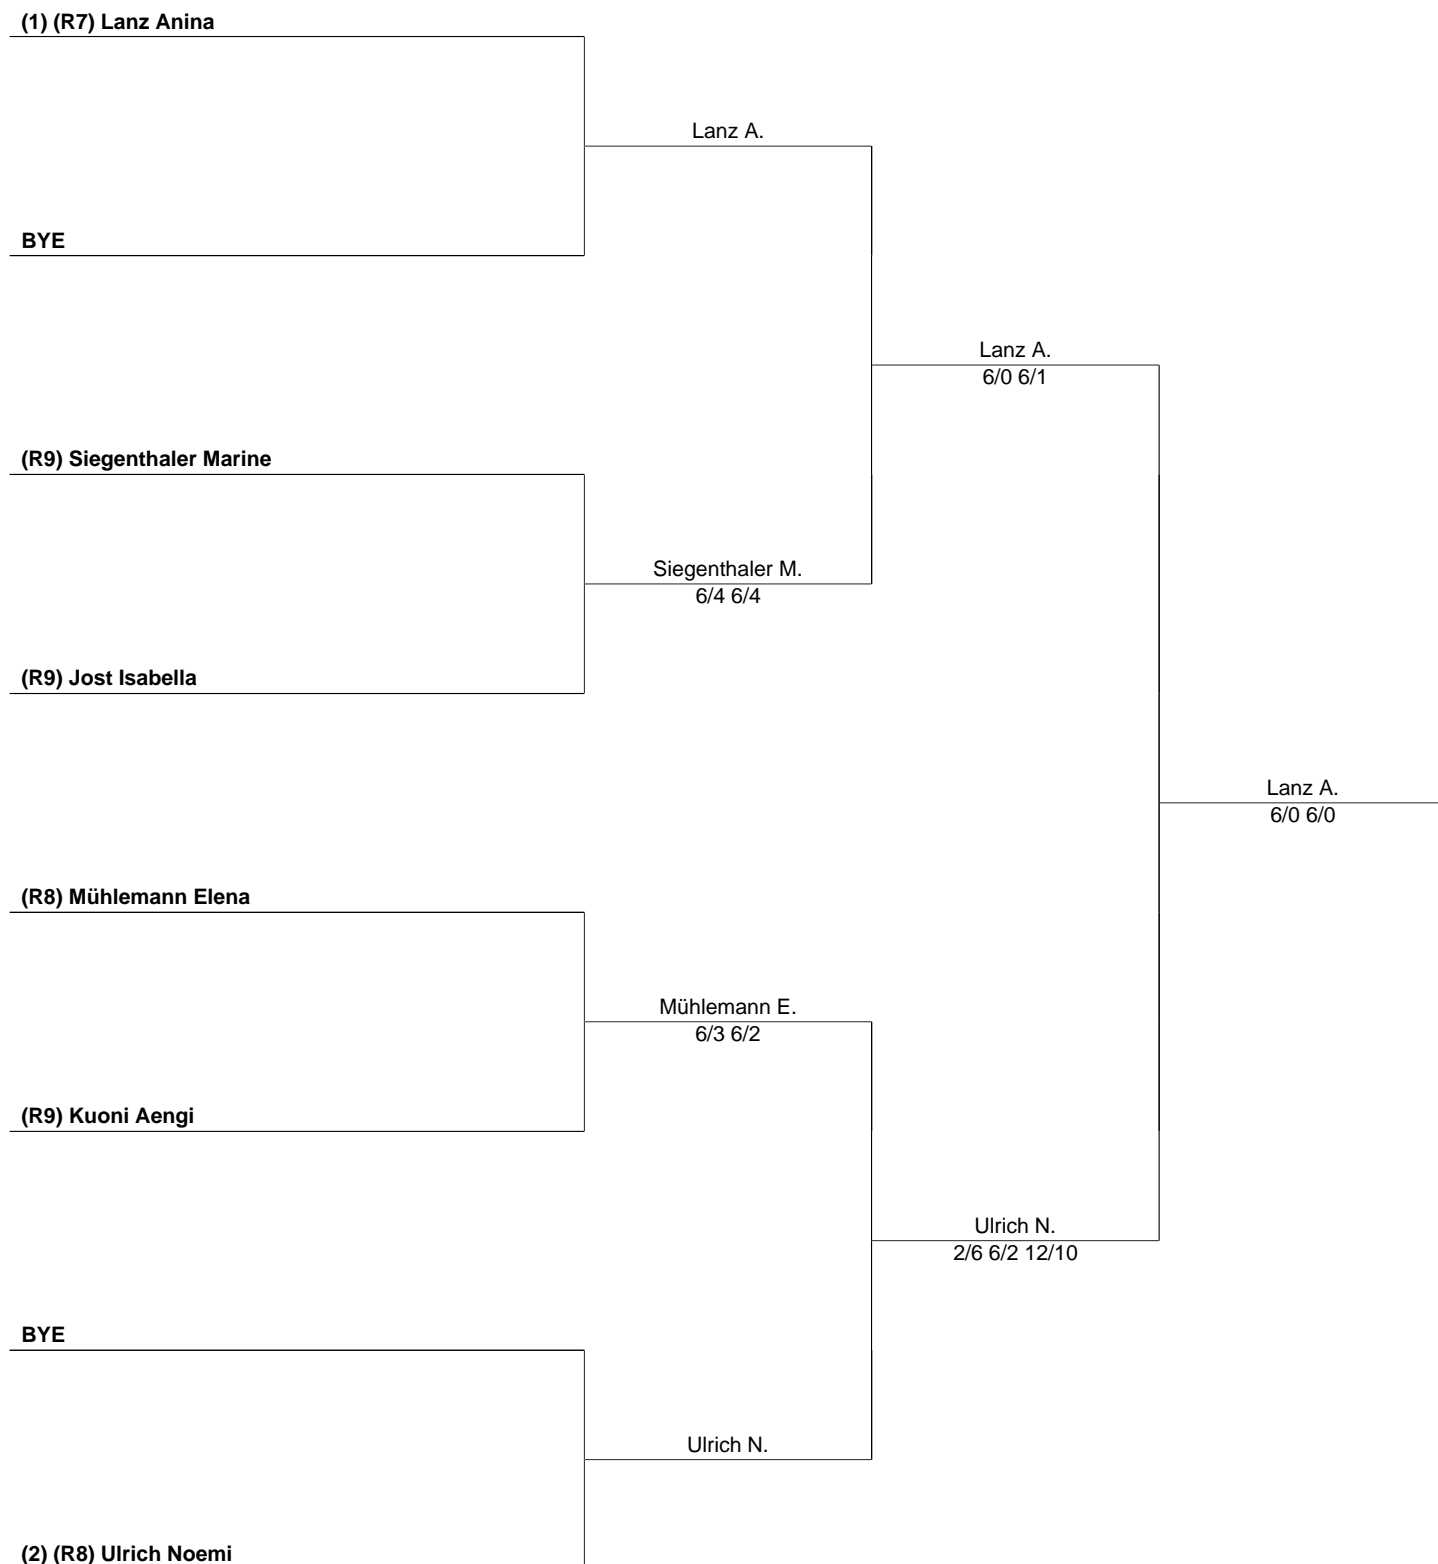 (1) (R7) Lanz Anina
Lanz A.
BYE
Lanz A.
6/0 6/1
(R9) Siegenthaler Marine
Siegenthaler M.
6/4 6/4
(R9) Jost Isabella
Lanz A.
6/0 6/0
(R8) Mühlemann Elena
Mühlemann E.
6/3 6/2
(R9) Kuoni Aengi
Ulrich N.
2/6 6/2 12/10
BYE
Ulrich N.
(2) (R8) Ulrich Noemi